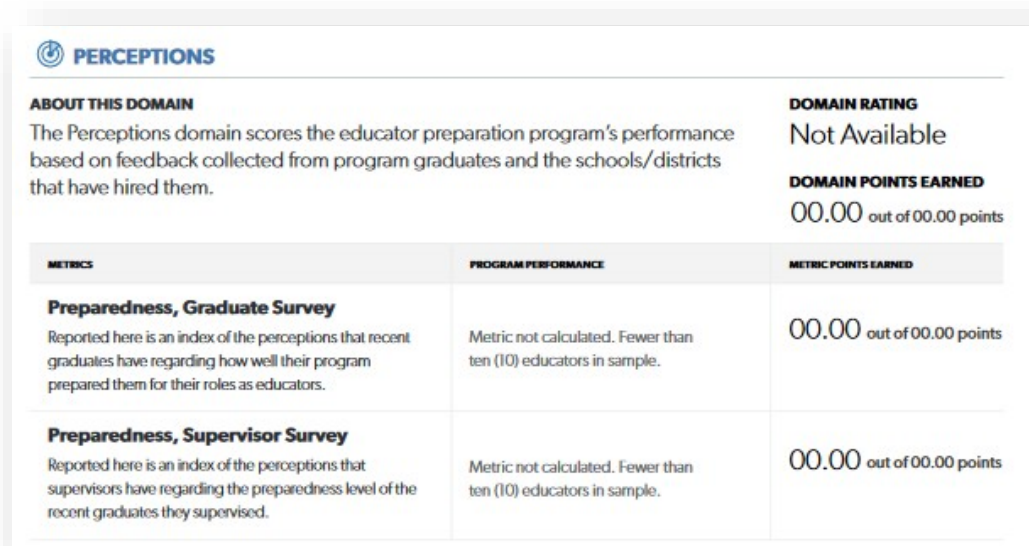 PERCEPTIONS
ABOUT THIS DOMAIN
The Perceptions domain scores the educator preparation program's performance
based on feedback collected from program graduates and the schools/districts
that have hired them.
DOMAIN RATING
Not Available
DOMAIN POINTS EARNED
00.00 out of 00.00 points
METRICS
PROGRAM PERFORMANCE
METRIC POINTS EARNED
Preparedness, Graduate Survey
Reported here is an index of the perceptions that recent
graduates have regarding how well their program
prepared them for their roles as educators.
Metric not calculated. Fewer than
ten (10) educators in sample.
00.00 out of 00.00 points
Preparedness, Supervisor Survey
Reported here is an index of the perceptions that
supervisors have regarding the preparedness level of the
recent graduates they supervised.
Metric not calculated. Fewer than
ten (10) educators in sample.
00.00 out of 00.00 points